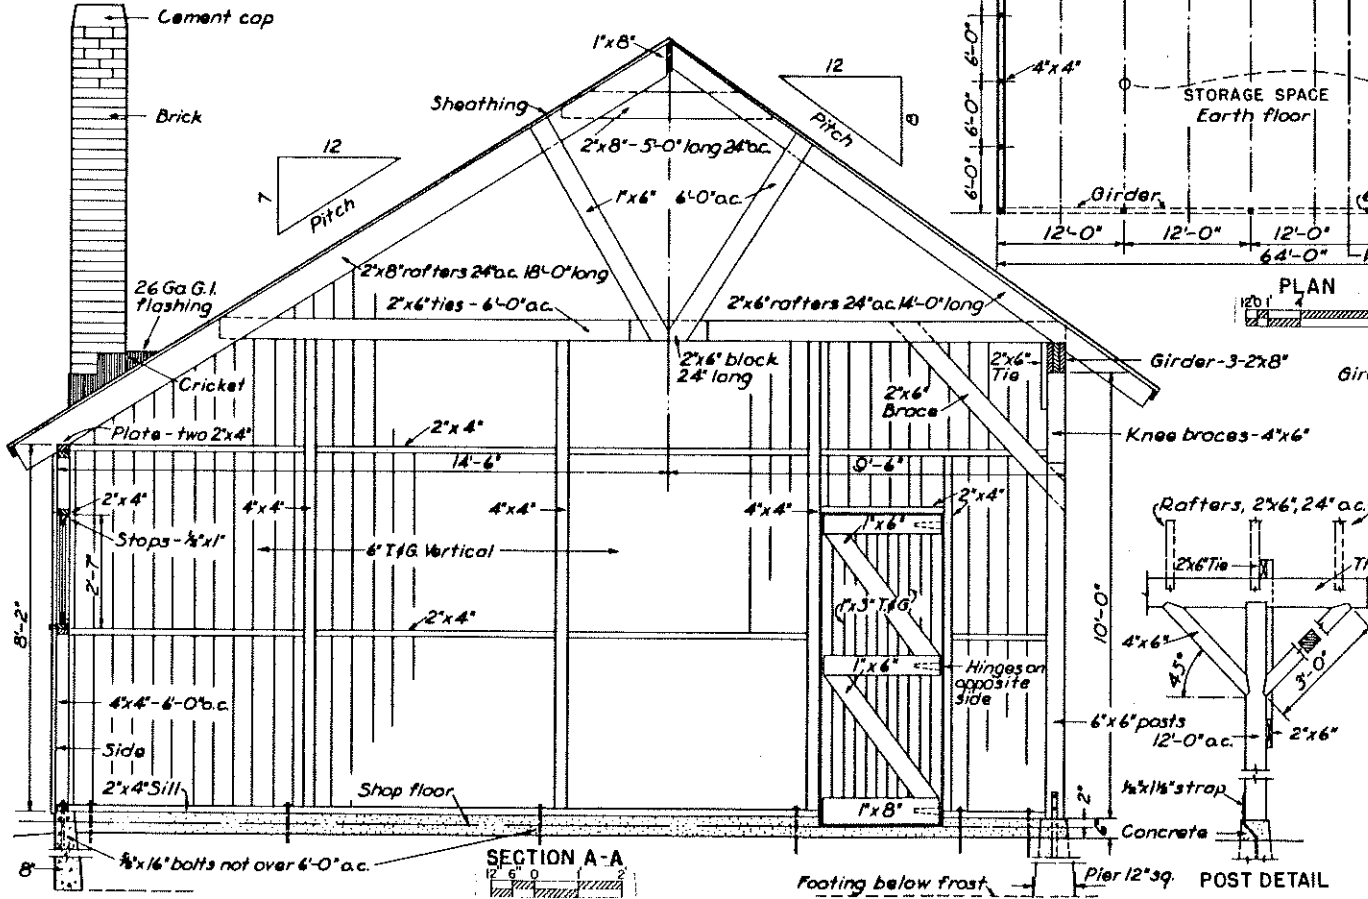 Cement cap
Brick
1"x8"
Sheathing
12
7
Pitch
12
8
Pitch
2"x8"-5'-0" long 24"o.c.
1"x6" 6'-0"o.c.
2"x8" rafters 24"o.c. 18'-0" long
2"x6" ties - 6'-0"o.c.
2"x6" rafters 24"o.c. 14'-0" long
26 Ga G.I.
flashing
Cricket
2"x6" block
24" long
2"x6"
Tie
2"x6"
Brace
Girder-3-2"x8"
Plate-two 2"x4"
2"x4"
14'-6"
9'-6"
Knee braces-4"x6"
2"x4"
Stops-½"x1"
2'-7"
8'-2"
4"x4"
4"x4"
4"x4"
2"x4"
6" T&G. Vertical
2"x4"
1"x6"
1"x3" T.&G.
1"x6"
1"x8"
Hinges on
opposite
side
10'-0"
4"x4"-6'-0"o.c.
Side
2"x4" Sill
Shop floor
6"x6" posts
2"
6"
8"
⅝"x16" bolts not over 6'-0" o.c.
SECTION A-A
12" 6" 0 1' 2'
Footing below frost
Pier 12" sq.
6'-0"
6'-0"
6'-0"
4"x4"
STORAGE SPACE
Earth floor
Girder
12'-0"
12'-0"
12'-0"
64'-0"
PLAN
Rafters, 2"x6", 24" o.c.
2"x6" Tie
4"x6"
45°
3'-0"
12'-0" o.c.
2"x6"
½"x1½" strap
Concrete
POST DETAIL